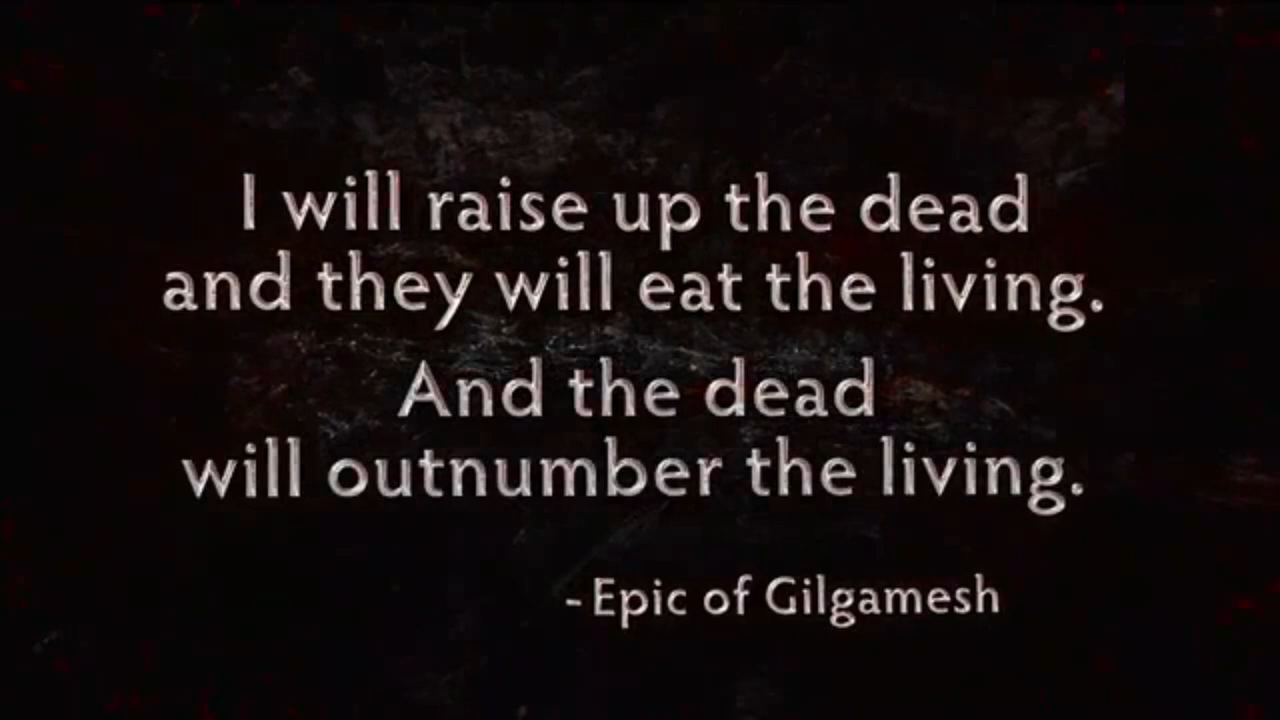 I will raise up the dead
and they will eat the living.
And the dead
will outnumber the living.
-Epic of Gilgamesh